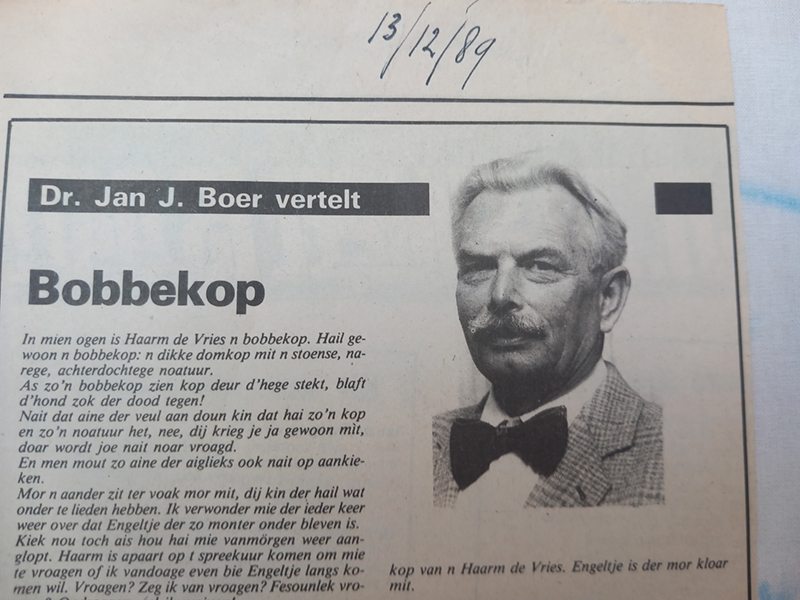 13/12/89
Dr. Jan J. Boer vertelt
Bobbekop
In mien ogen is Haarm de Vries n bobbekop. Hail ge-
woon n bobbekop: n dikke domkop mit n stoense, na-
rege, achterdochtege noatuur.
As zo'n bobbekop zien kop deur d'hege stekt, blaft
d'hond zok der dood tegen!
Nait dat aine der veul aan doun kin dat hai zo'n kop
en zo'n noatuur het, nee, dij krieg je ja gewoon mìt,
doar wordt joe nait noar vroagd.
En men mout zo aine der aiglieks ook nait op aankie-
ken.
Mor n aander zit ter voak mor mit, dij kin der hail wat
onder te lieden hebben. Ik verwonder mie der ieder keer
weer over dat Engeltje der zo monter onder bleven is.
Kiek nou toch ais hou hai mie vanmörgen weer aan-
glopt. Haarm is apaart op t spreekuur komen om mie
te vroagen of ik vandoage even bie Engeltje langs ko-
men wil. Vroagen? Zeg ik van vroagen? Fesounlek vro-
kop van n Haarm de Vries. Engeltje is der mor kloar
mit.